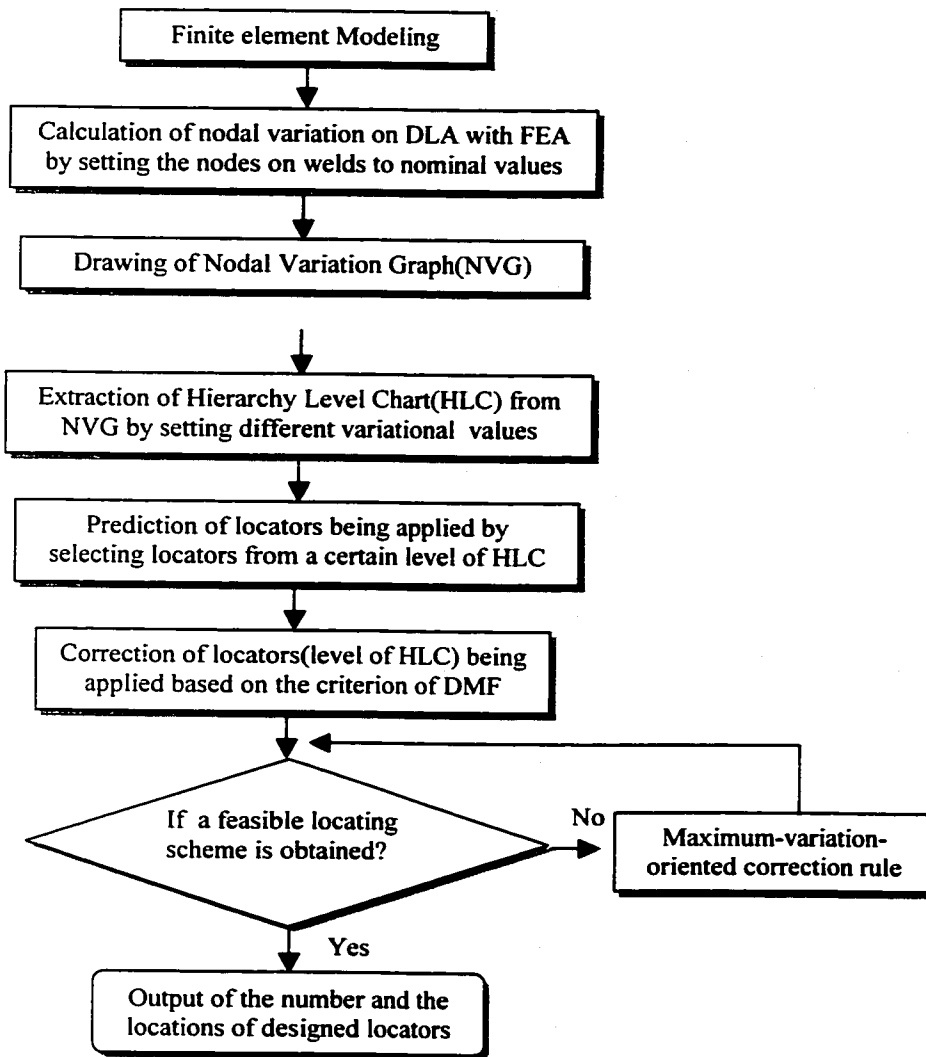 Finite element Modeling
Calculation of nodal variation on DLA with FEA
by setting the nodes on welds to nominal values
Drawing of Nodal Variation Graph(NVG)
Extraction of Hierarchy Level Chart(HLC) from
NVG by setting different variational values
Prediction of locators being applied by
selecting locators from a certain level of HLC
Correction of locators(level of HLC) being
applied based on the criterion of DMF
If a feasible locating
scheme is obtained?
No
Maximum-variation-
oriented correction rule
Yes
Output of the number and the
locations of designed locators